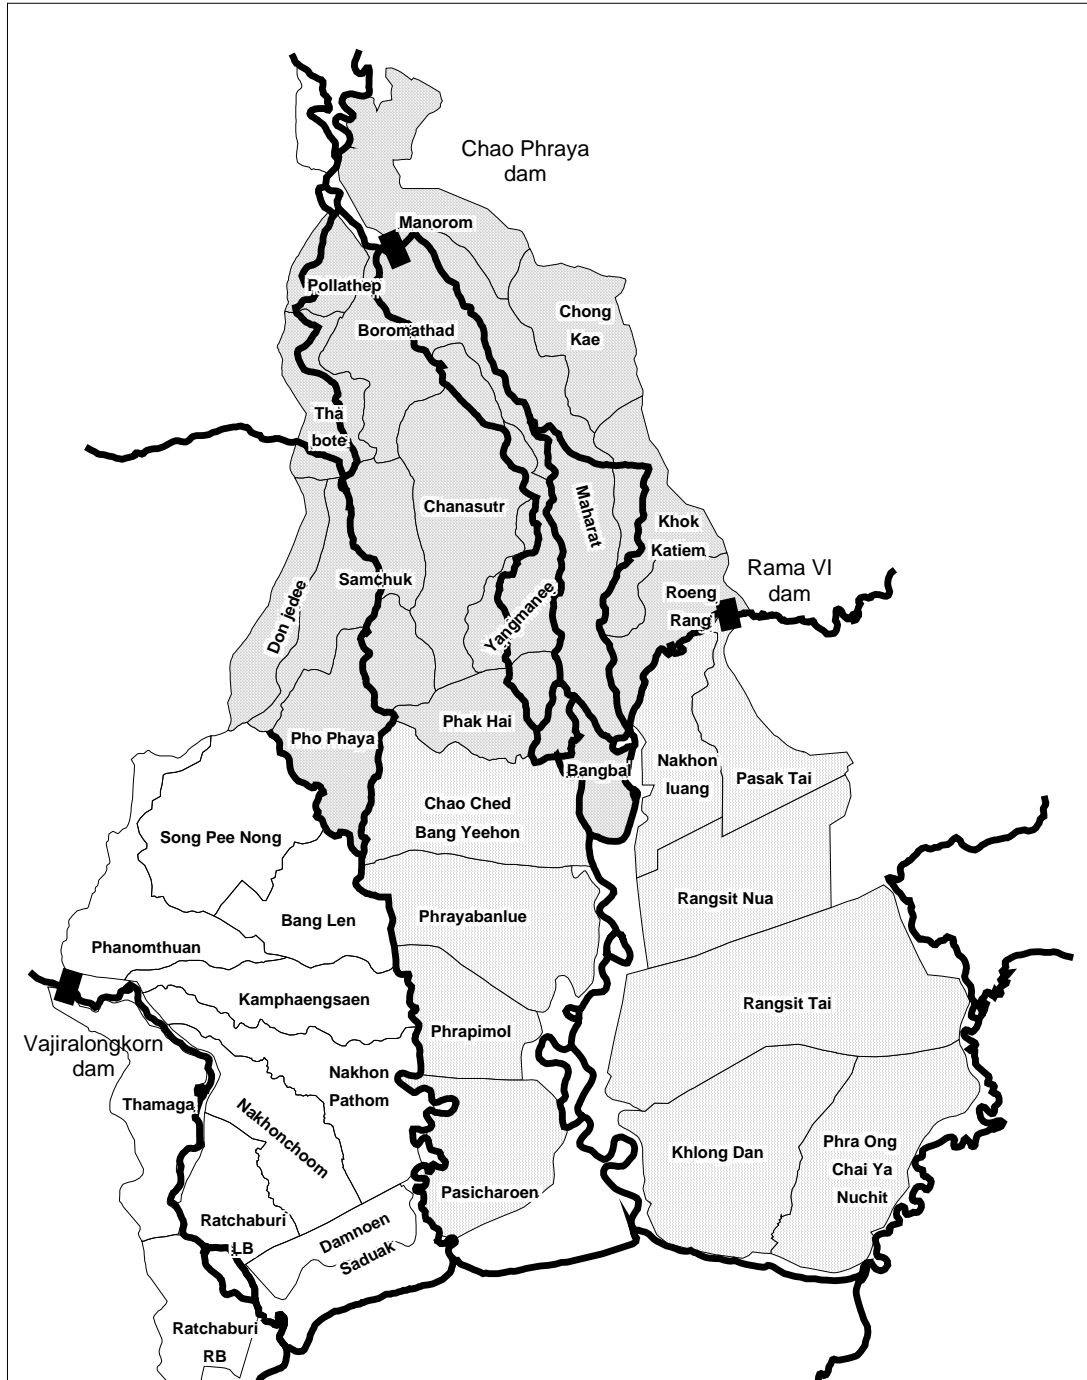 Chao Phraya
dam
Manorom
Pollathep
Boromathad
Chong
Kae
Tha
bote
Chanasutr
Maharat
Khok
Katiem
Samchuk
Don jedee
Yangmanee
Roeng
Rang
Rama VI
dam
Phak Hai
Pho Phaya
Bangbal
Nakhon
luang
Pasak Tai
Chao Ched
Bang Yeehon
Song Pee Nong
Bang Len
Phrayabanlue
Rangsit Nua
Phanomthuan
Kamphaengsaen
Rangsit Tai
Vajiralongkorn
dam
Phrapimol
Nakhon
Pathom
Thamaga
Nakhonchoom
Khlong Dan
Phra Ong
Chai Ya
Nuchit
Pasicharoen
Ratchaburi
LB
Damnoen
Saduak
Ratchaburi
RB